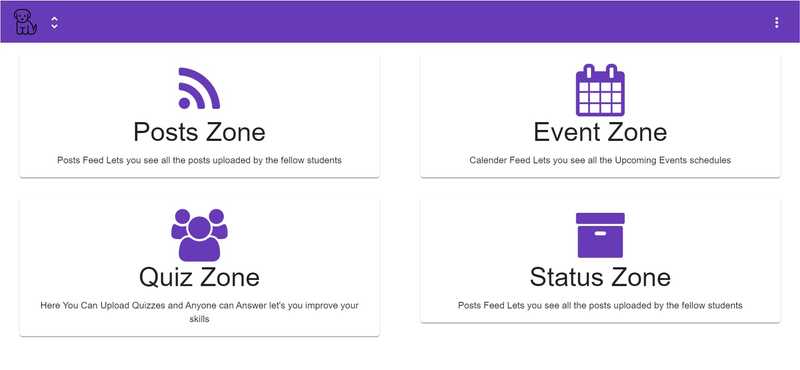 Posts Zone
Posts Feed Lets you see all the posts uploaded by the fellow students
Event Zone
Calender Feed Lets you see all the Upcoming Events schedules
Quiz Zone
Here You Can Upload Quizzes and Anyone can Answer let's you improve your
skills
Status Zone
Posts Feed Lets you see all the posts uploaded by the fellow students